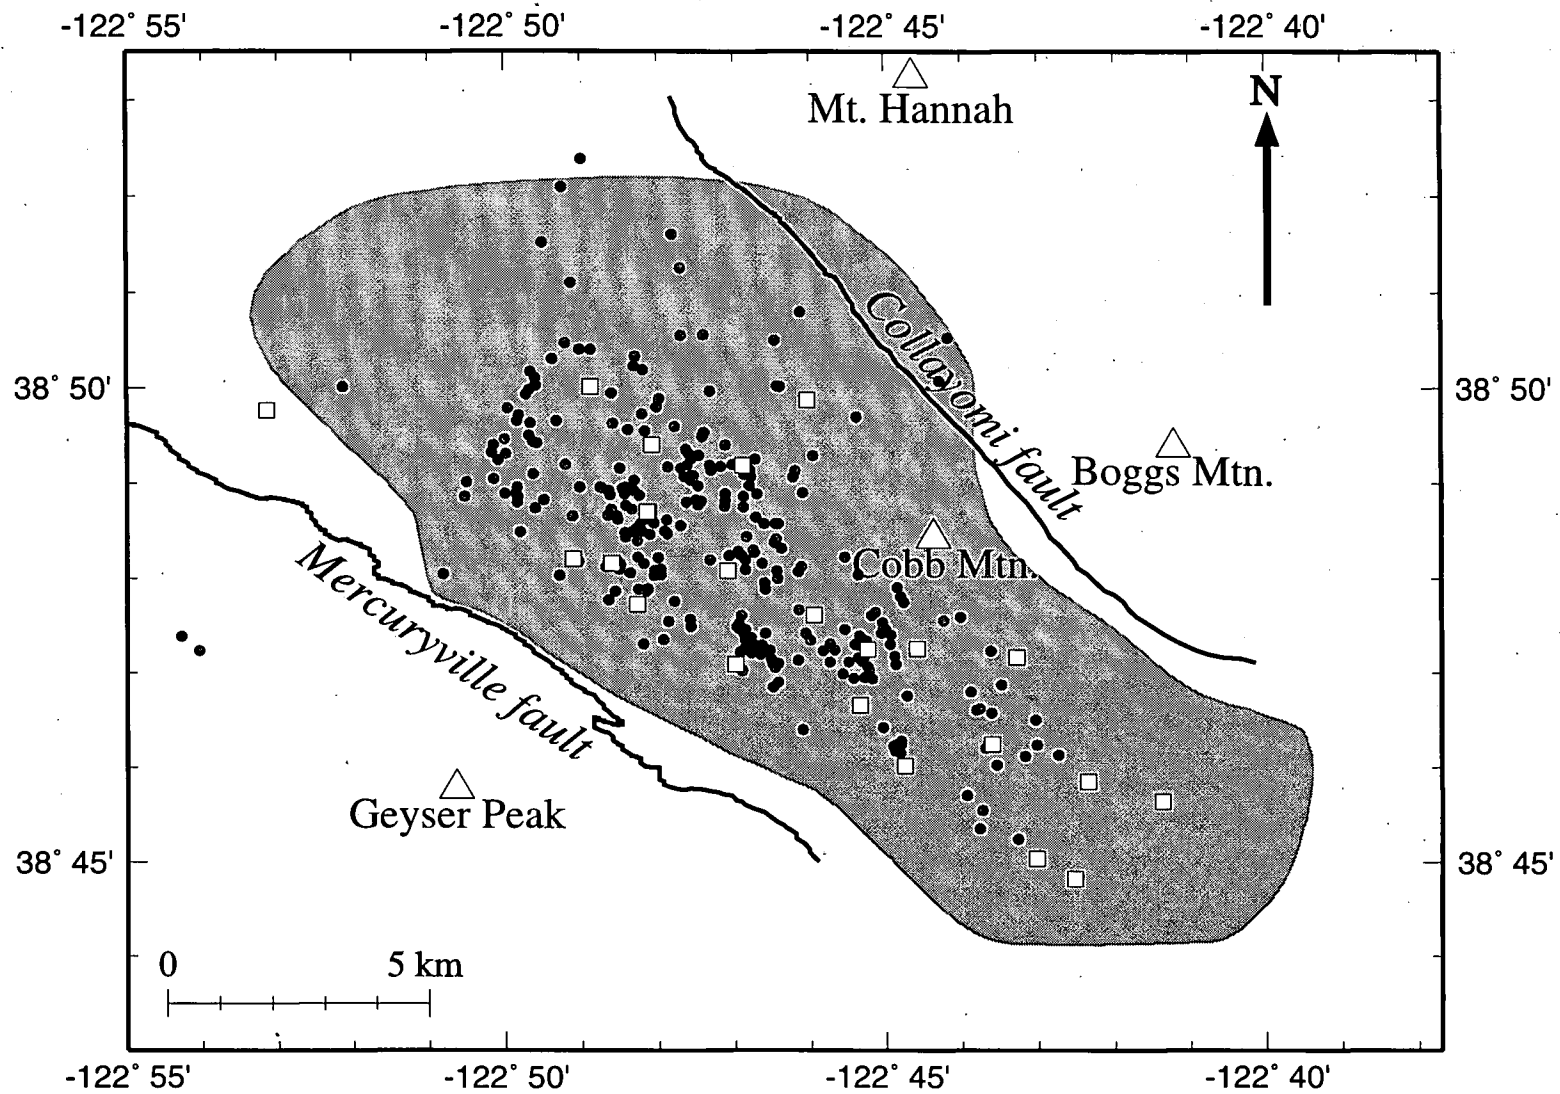 -122° 55' -122° 50' -122° 45' -122° 40'
Mt. Hannah
N
Collayomi fault
38° 50' 38° 50'
Boggs Mtn.
Cobb Mtn.
Mercuryville fault
Geyser Peak
38° 45' 38° 45'
0 5 km
-122° 55' -122° 50' -122° 45' -122° 40'